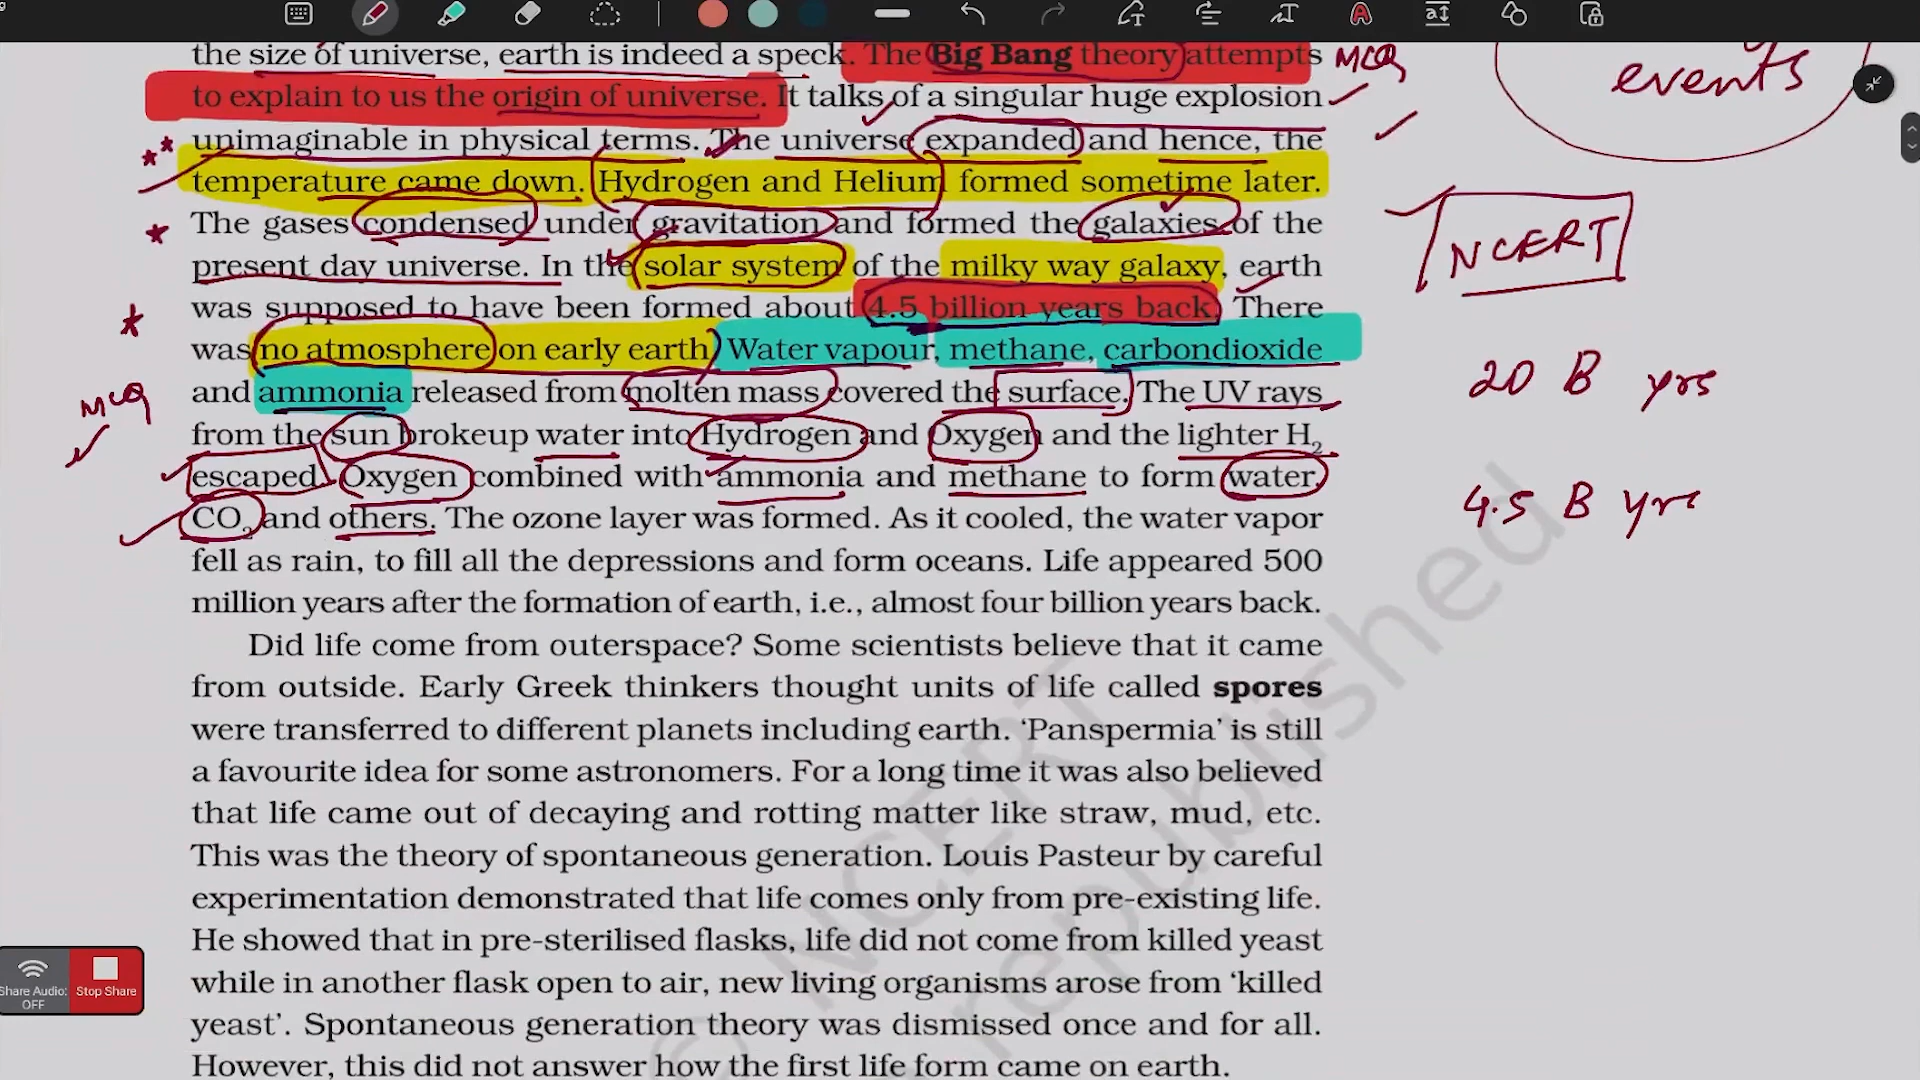 the size of universe, earth is indeed a speck. The Big Bang theory attempts
to explain to us the origin of universe. It talks of a singular huge explosion
unimaginable in physical terms. The universe expanded and hence, the
temperature came down. Hydrogen and Helium formed sometime later.
The gases condensed under gravitation and formed the galaxies of the
present day universe. In the solar system of the milky way galaxy, earth
was supposed to have been formed about 4.5 billion years back. There
was no atmosphere on early earth. Water vapour, methane, carbondioxide
and ammonia released from molten mass covered the surface. The UV rays
from the sun brokeup water into Hydrogen and Oxygen and the lighter H₂
escaped. Oxygen combined with ammonia and methane to form water,
CO₂ and others. The ozone layer was formed. As it cooled, the water vapor
fell as rain, to fill all the depressions and form oceans. Life appeared 500
million years after the formation of earth, i.e., almost four billion years back.
Did life come from outerspace? Some scientists believe that it came
from outside. Early Greek thinkers thought units of life called spores
were transferred to different planets including earth. ‘Panspermia’ is still
a favourite idea for some astronomers. For a long time it was also believed
that life came out of decaying and rotting matter like straw, mud, etc.
This was the theory of spontaneous generation. Louis Pasteur by careful
experimentation demonstrated that life comes only from pre-existing life.
He showed that in pre-sterilised flasks, life did not come from killed yeast
while in another flask open to air, new living organisms arose from ‘killed
yeast’. Spontaneous generation theory was dismissed once and for all.
However, this did not answer how the first life form came on earth.
MCQ
events
NCERT
20 B yrs
4.5 B yrs
MCQ
Share Audio:
OFF
Stop Share
© NCERT
republished